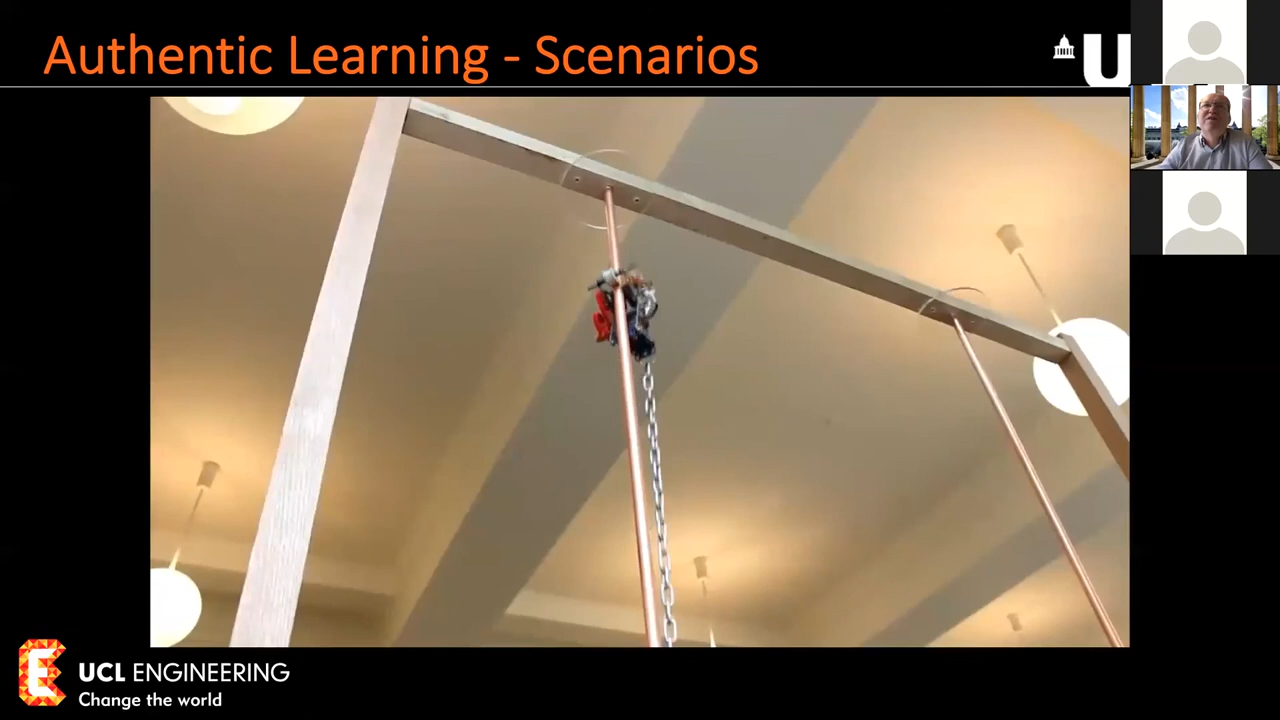 Authentic Learning - Scenarios
U
UCL ENGINEERING
Change the world